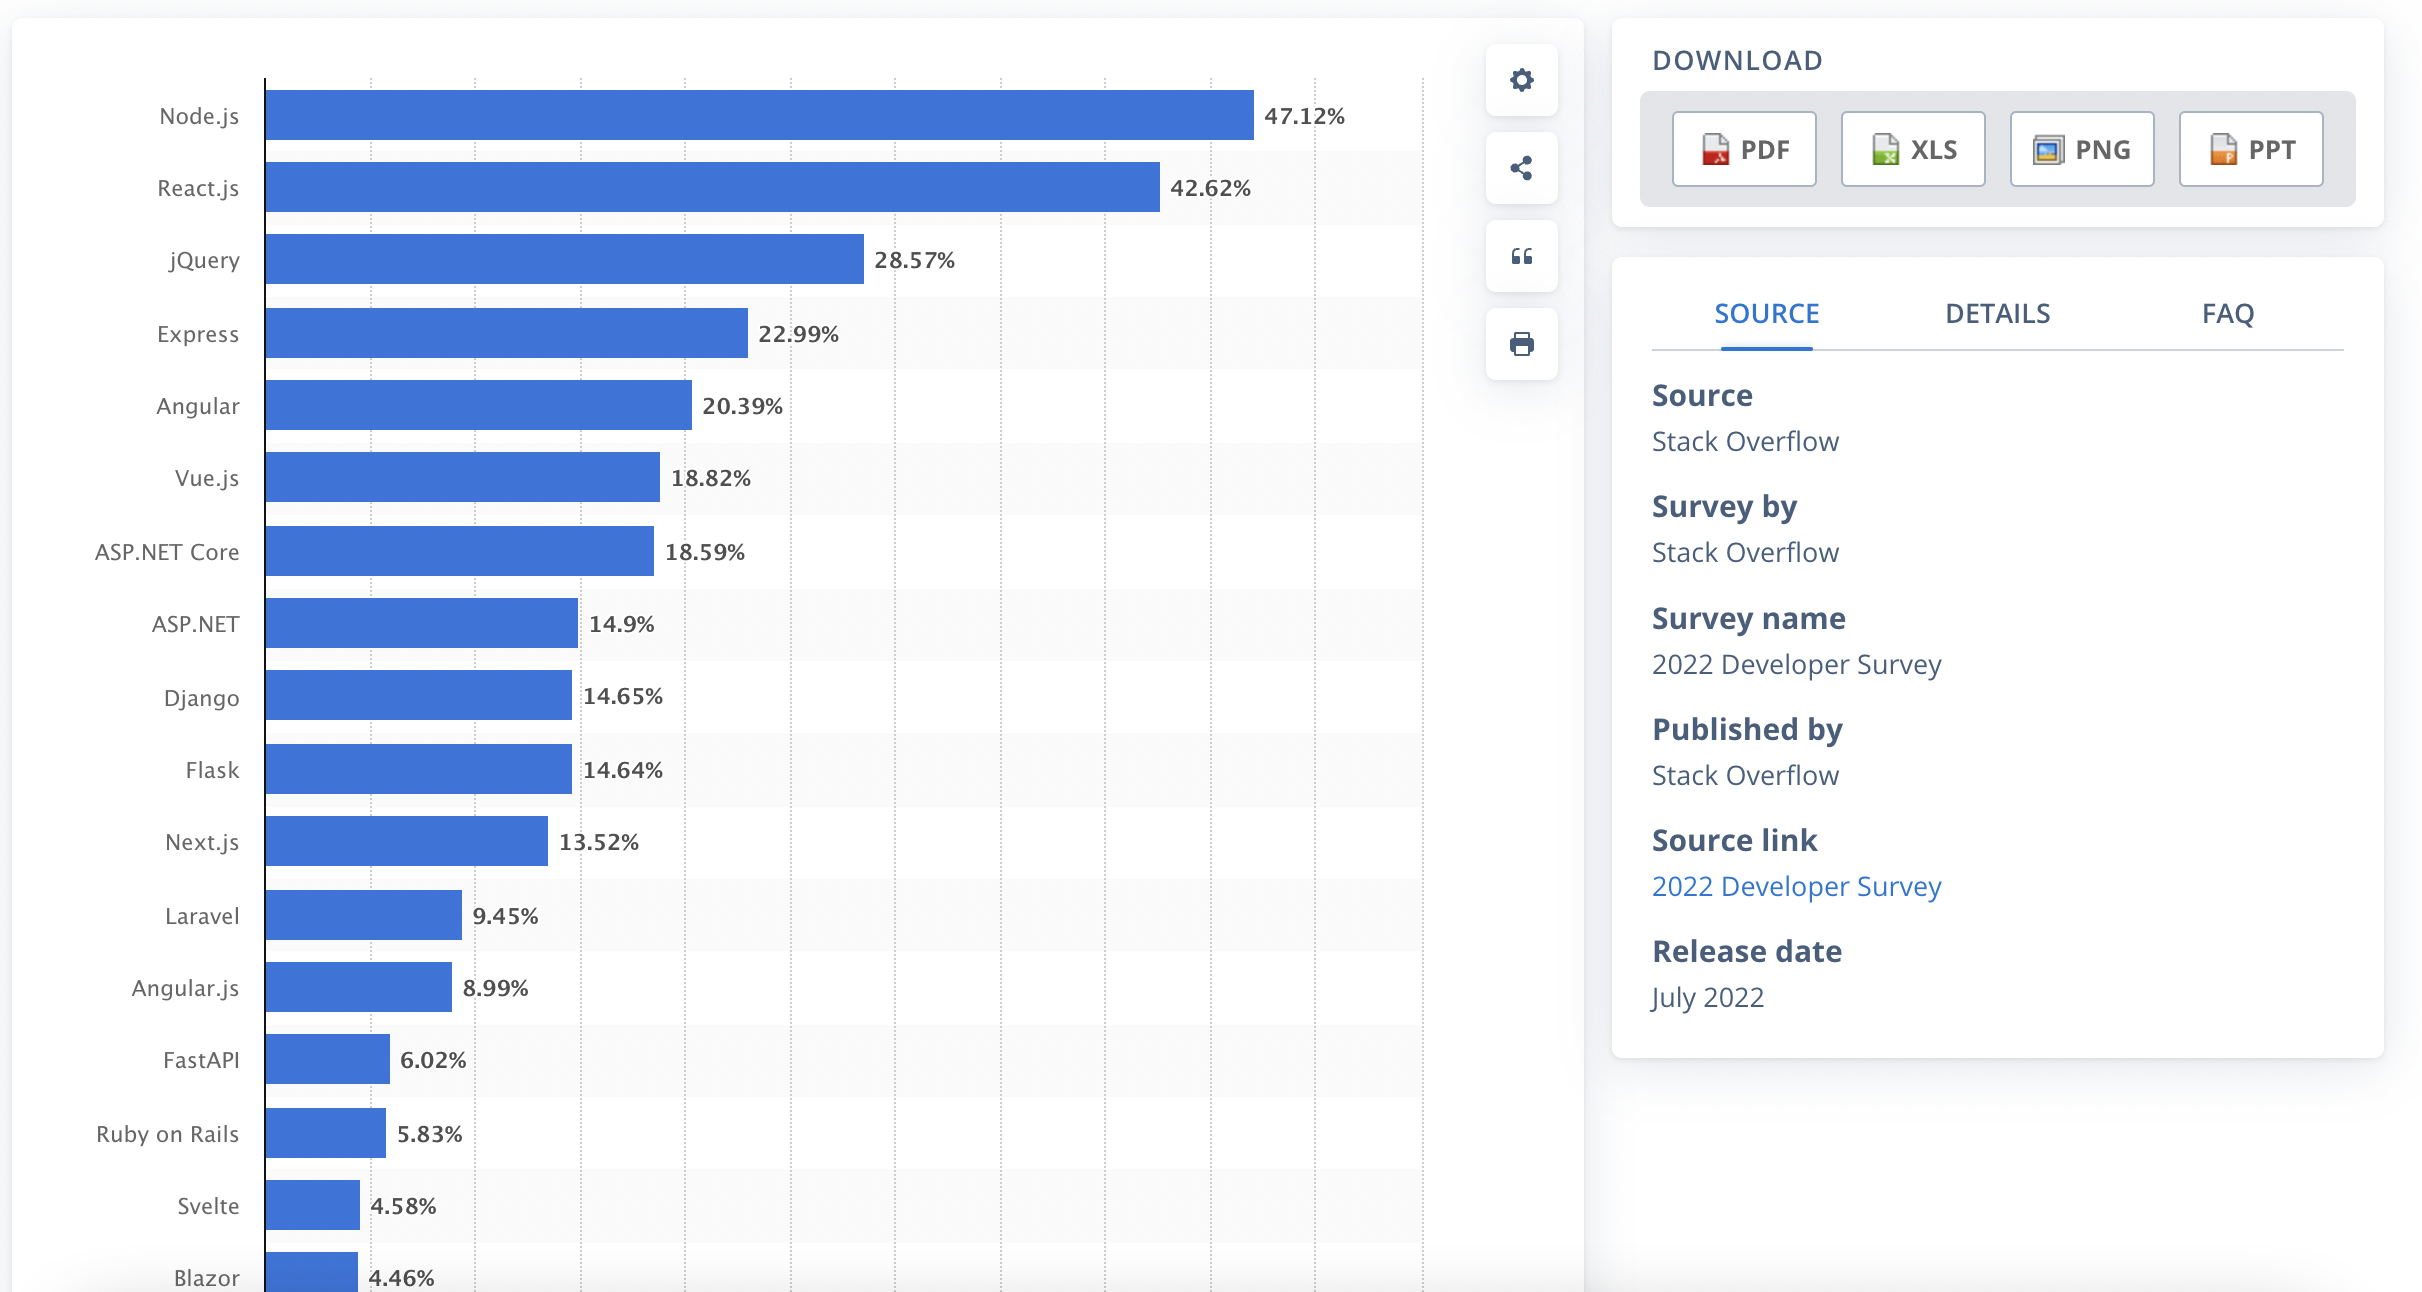 Node.js 47.12%
React.js 42.62%
jQuery 28.57%
Express 22.99%
Angular 20.39%
Vue.js 18.82%
ASP.NET Core 18.59%
ASP.NET 14.9%
Django 14.65%
Flask 14.64%
Next.js 13.52%
Laravel 9.45%
Angular.js 8.99%
FastAPI 6.02%
Ruby on Rails 5.83%
Svelte 4.58%
Blazor 4.46%
DOWNLOAD
PDF XLS PNG PPT
SOURCE DETAILS FAQ
Source
Stack Overflow
Survey by
Stack Overflow
Survey name
2022 Developer Survey
Published by
Stack Overflow
Source link
2022 Developer Survey
Release date
July 2022